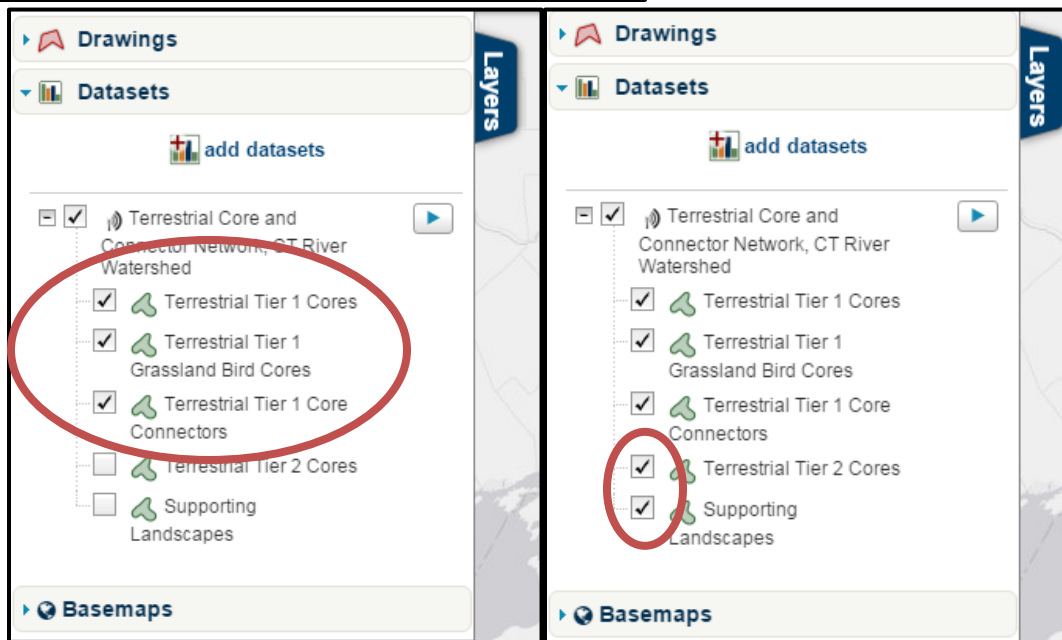 Drawings
Datasets
add datasets
Terrestrial Core and
Connector Network, CT River
Watershed
Terrestrial Tier 1 Cores
Terrestrial Tier 1
Grassland Bird Cores
Terrestrial Tier 1 Core
Connectors
Terrestrial Tier 2 Cores
Supporting
Landscapes
Basemaps
Layers
Drawings
Datasets
add datasets
Terrestrial Core and
Connector Network, CT River
Watershed
Terrestrial Tier 1 Cores
Terrestrial Tier 1
Grassland Bird Cores
Terrestrial Tier 1 Core
Connectors
Terrestrial Tier 2 Cores
Supporting
Landscapes
Basemaps
Layers